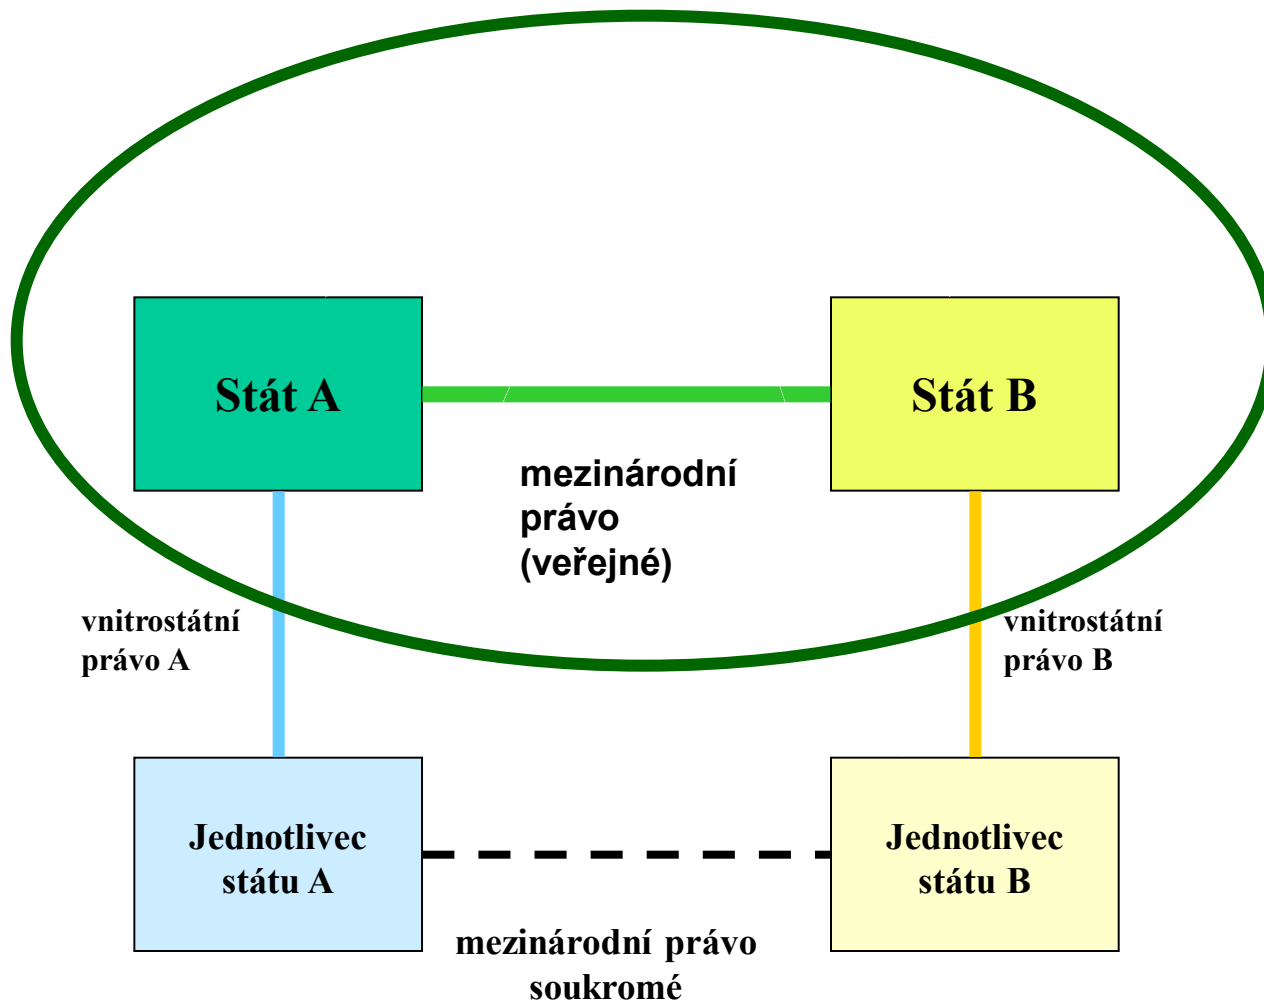 Stát A
Stát B
mezinárodní
právo
(veřejné)
vnitrostátní
právo A
vnitrostátní
právo B
Jednotlivec
státu A
Jednotlivec
státu B
mezinárodní právo
soukromé